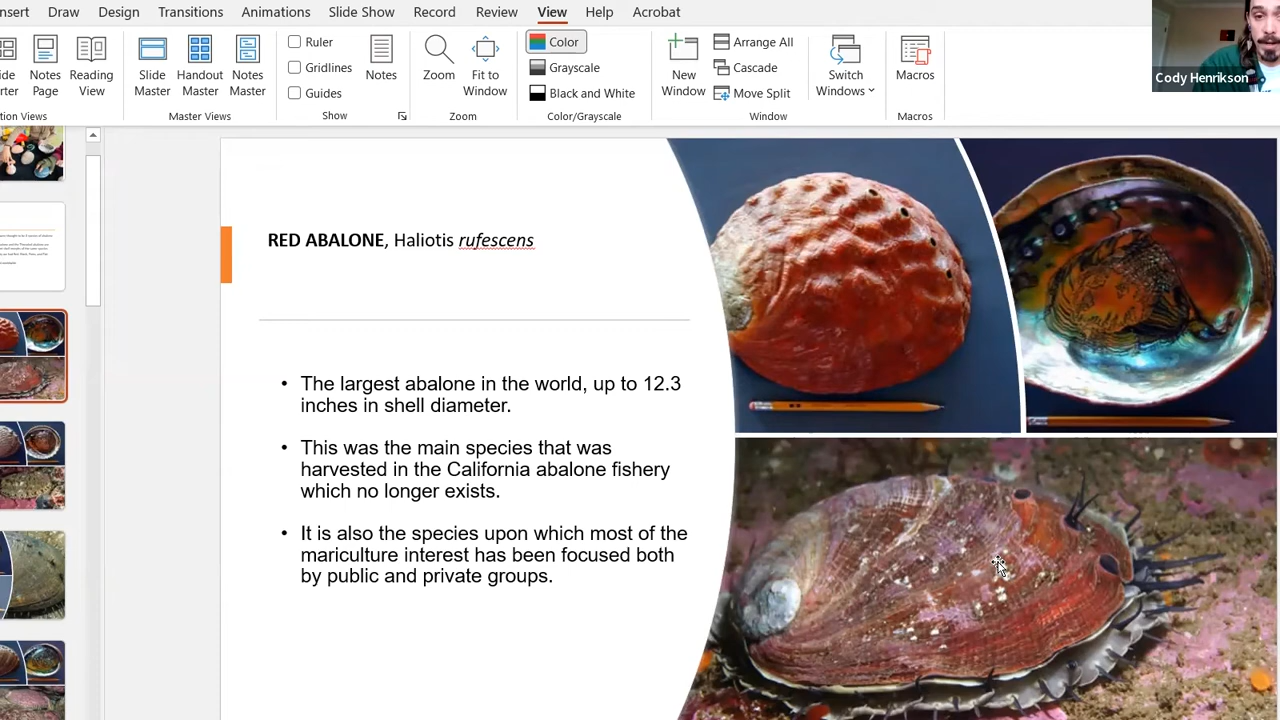 Draw Transitions Animations Slide Show Record Review View Help Acrobat
Design
Notes Page
Reading View
Slide Master
Handout Master
Notes Master
Master Views
Ruler
Gridlines
Guides
Notes
Show
Zoom
Fit to Window
Zoom
Color
Grayscale
Black and White
Color/Grayscale
New Window
Arrange All
Cascade
Move Split
Switch Windows
Window
Macros
Macros
Cody Henrikson
RED ABALONE, Haliotis rufescens
• The largest abalone in the world, up to 12.3
inches in shell diameter.
• This was the main species that was
harvested in the California abalone fishery
which no longer exists.
• It is also the species upon which most of the
mariculture interest has been focused both
by public and private groups.